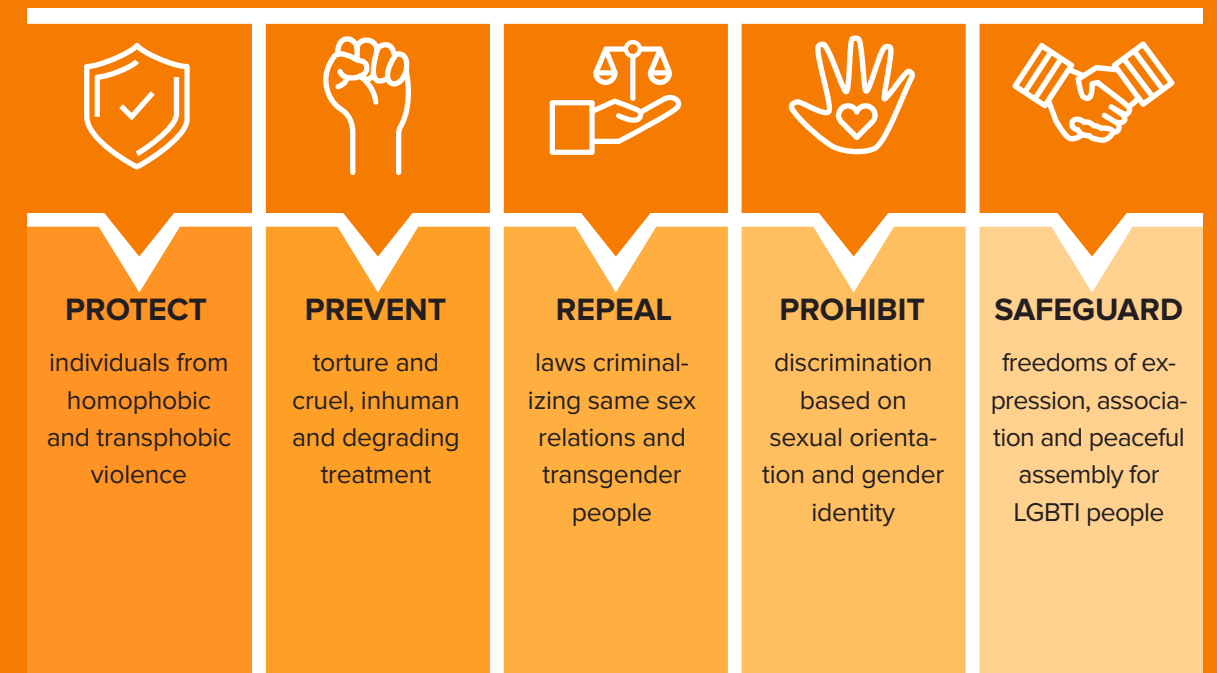 PROTECT
individuals from
homophobic
and transphobic
violence
PREVENT
torture and
cruel, inhuman
and degrading
treatment
REPEAL
laws criminal-
izing same sex
relations and
transgender
people
PROHIBIT
discrimination
based on
sexual orienta-
tion and gender
identity
SAFEGUARD
freedoms of ex-
pression, associa-
tion and peaceful
assembly for
LGBTI people